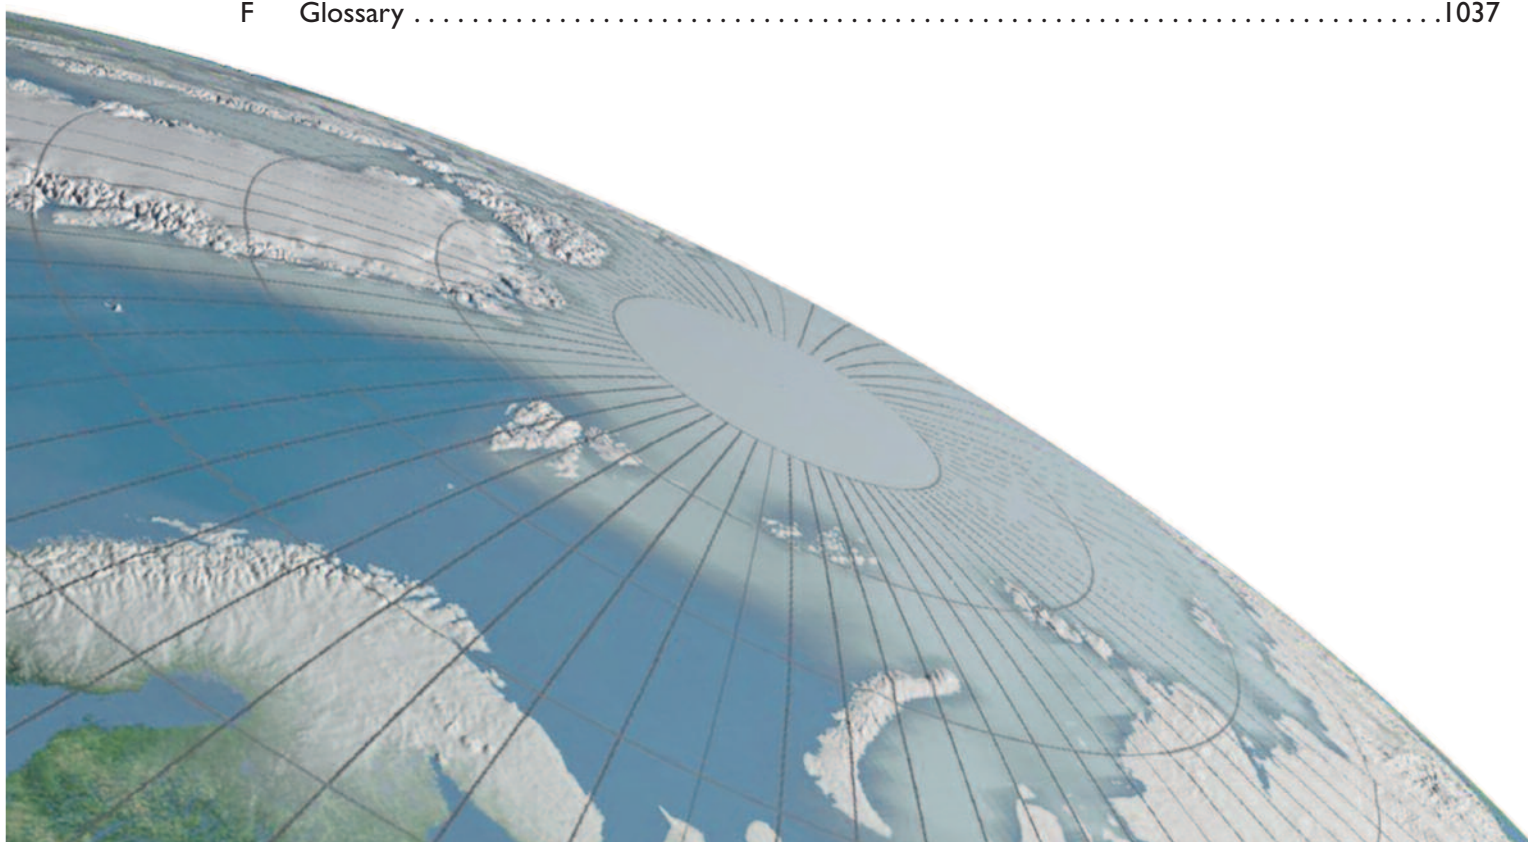 F Glossary . . . . . . . . . . . . . . . . . . . . . . . . . . . . . . . . . . . . . . . . . . . . . . . . . . . . . . . . . . . . . . . . . . . . . . . . . . . . . . . .1037